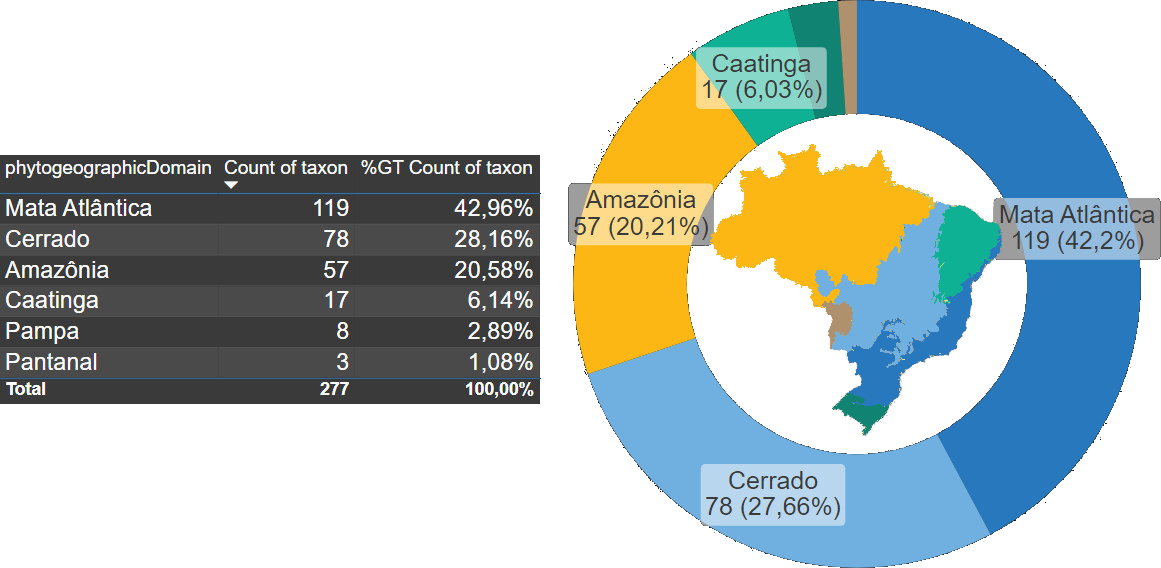 phytogeographicDomain Count of taxon %GT Count of taxon
Mata Atlântica 119 42,96%
Cerrado 78 28,16%
Amazônia 57 20,58%
Caatinga 17 6,14%
Pampa 8 2,89%
Pantanal 3 1,08%
Total 277 100,00%
Caatinga
17 (6,03%)
Amazônia
57 (20,21%)
Mata Atlântica
119 (42,2%)
Cerrado
78 (27,66%)